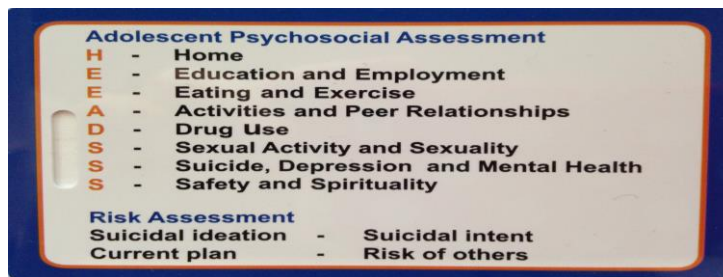 Adolescent Psychosocial Assessment
H - Home
E - Education and Employment
E - Eating and Exercise
A - Activities and Peer Relationships
D - Drug Use
S - Sexual Activity and Sexuality
S - Suicide, Depression and Mental Health
S - Safety and Spirituality
Risk Assessment
Suicidal ideation - Suicidal intent
Current plan - Risk of others